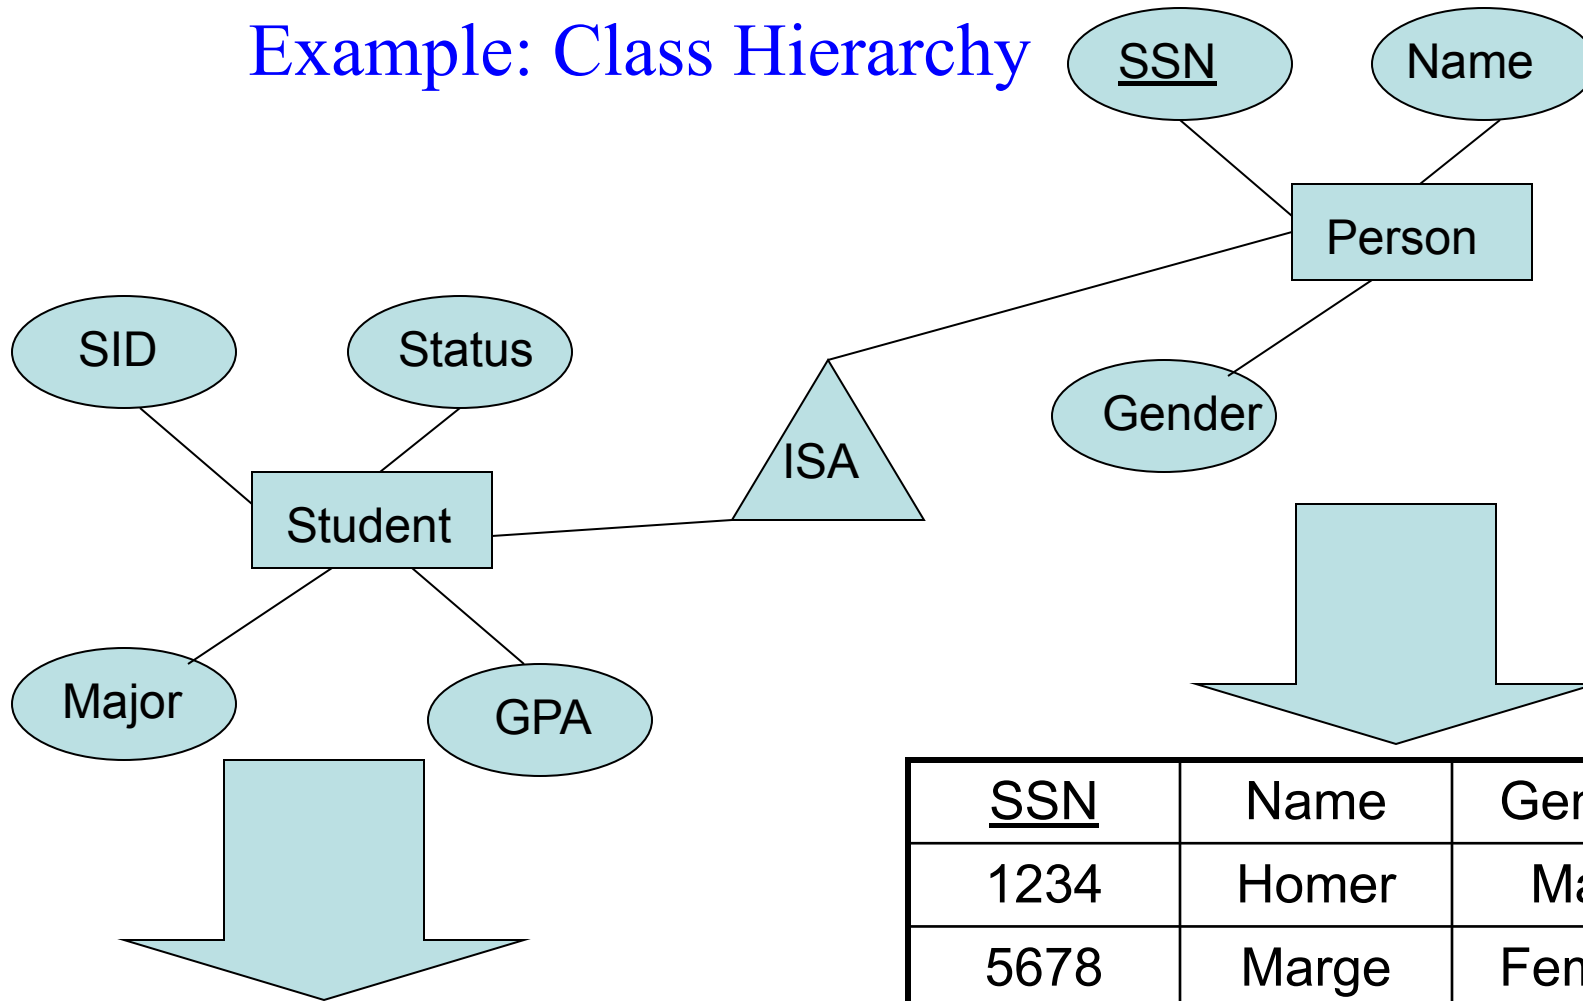 Example: Class Hierarchy
SSN
Name
Person
SID
Status
Gender
ISA
Student
Major
GPA
SSN Name
1234 Homer
5678 Marge